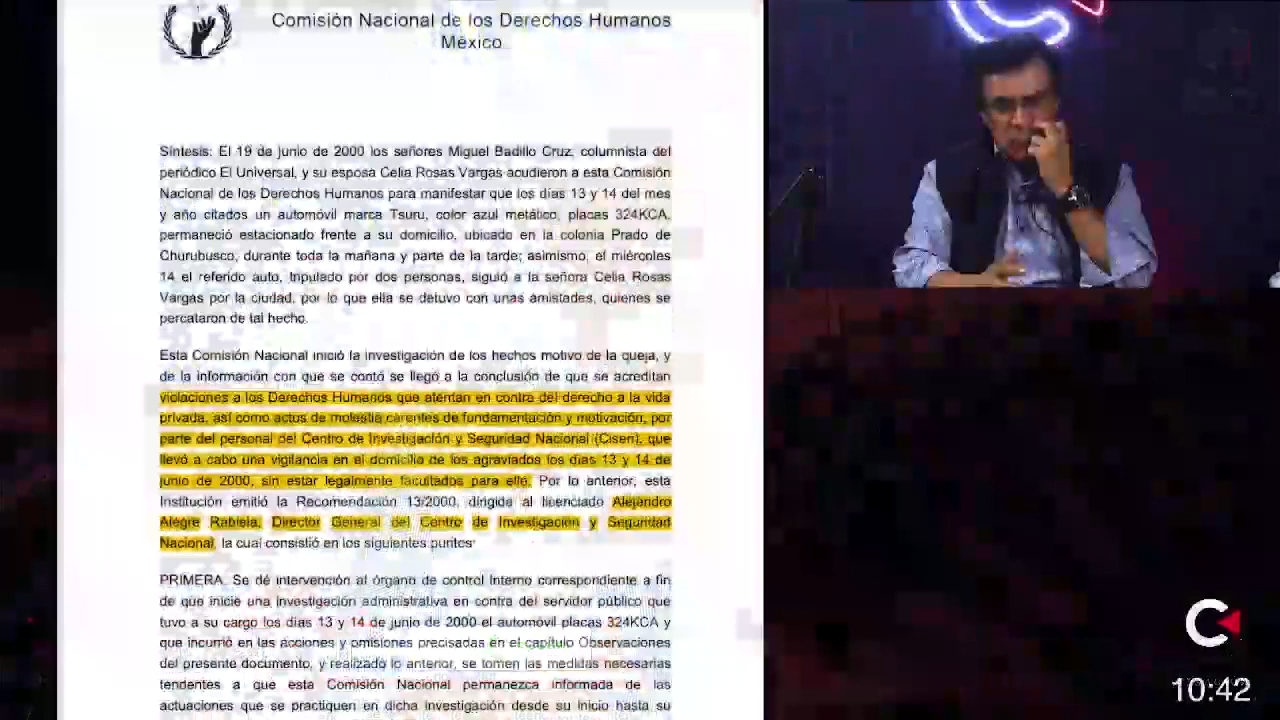 Comisión Nacional de los Derechos Humanos
México
Síntesis: El 19 de junio de 2000 los señores Miguel Badillo Cruz, columnista del
periódico El Universal, y su esposa Celia Rosas Vargas acudieron a esta Comisión
Nacional de los Derechos Humanos para manifestar que los días 13 y 14 del mes
y año citados un automóvil marca Tsuru, color azul metálico, placas 324KCA,
permaneció estacionado frente a su domicilio, ubicado en la colonia Prado de
Churubusco, durante toda la mañana y parte de la tarde; asimismo, el miércoles
14 el referido auto, tripulado por dos personas, siguió a la señora Celia Rosas
Vargas por la ciudad, por lo que ella se detuvo con unas amistades, quienes se
percataron de tal hecho.
Esta Comisión Nacional inició la investigación de los hechos motivo de la queja, y
de la información con que se contó se llegó a la conclusión de que se acreditan
violaciones a los Derechos Humanos que atentan en contra del derecho a la vida
privada, así como actos de molestia carentes de fundamentación y motivación, por
parte del personal del Centro de Investigación y Seguridad Nacional (Cisen), que
llevó a cabo una vigilancia en el domicilio de los agraviados los días 13 y 14 de
junio de 2000, sin estar legalmente facultados para ello. Por lo anterior, esta
Institución emitió la Recomendación 13/2000, dirigida al licenciado Alejandro
Alegre Rabiela, Director General del Centro de Investigación y Seguridad
Nacional, la cual consistió en los siguientes puntos:
PRIMERA. Se dé intervención al órgano de control interno correspondiente a fin
de que inicie una investigación administrativa en contra del servidor público que
tuvo a su cargo los días 13 y 14 de junio de 2000 el automóvil placas 324KCA y
que incurrió en las acciones y omisiones precisadas en el capítulo Observaciones
del presente documento, y realizado lo anterior, se tomen las medidas necesarias
tendentes a que esta Comisión Nacional permanezca informada de las
actuaciones que se practiquen en dicha investigación desde su inicio hasta su
10:42